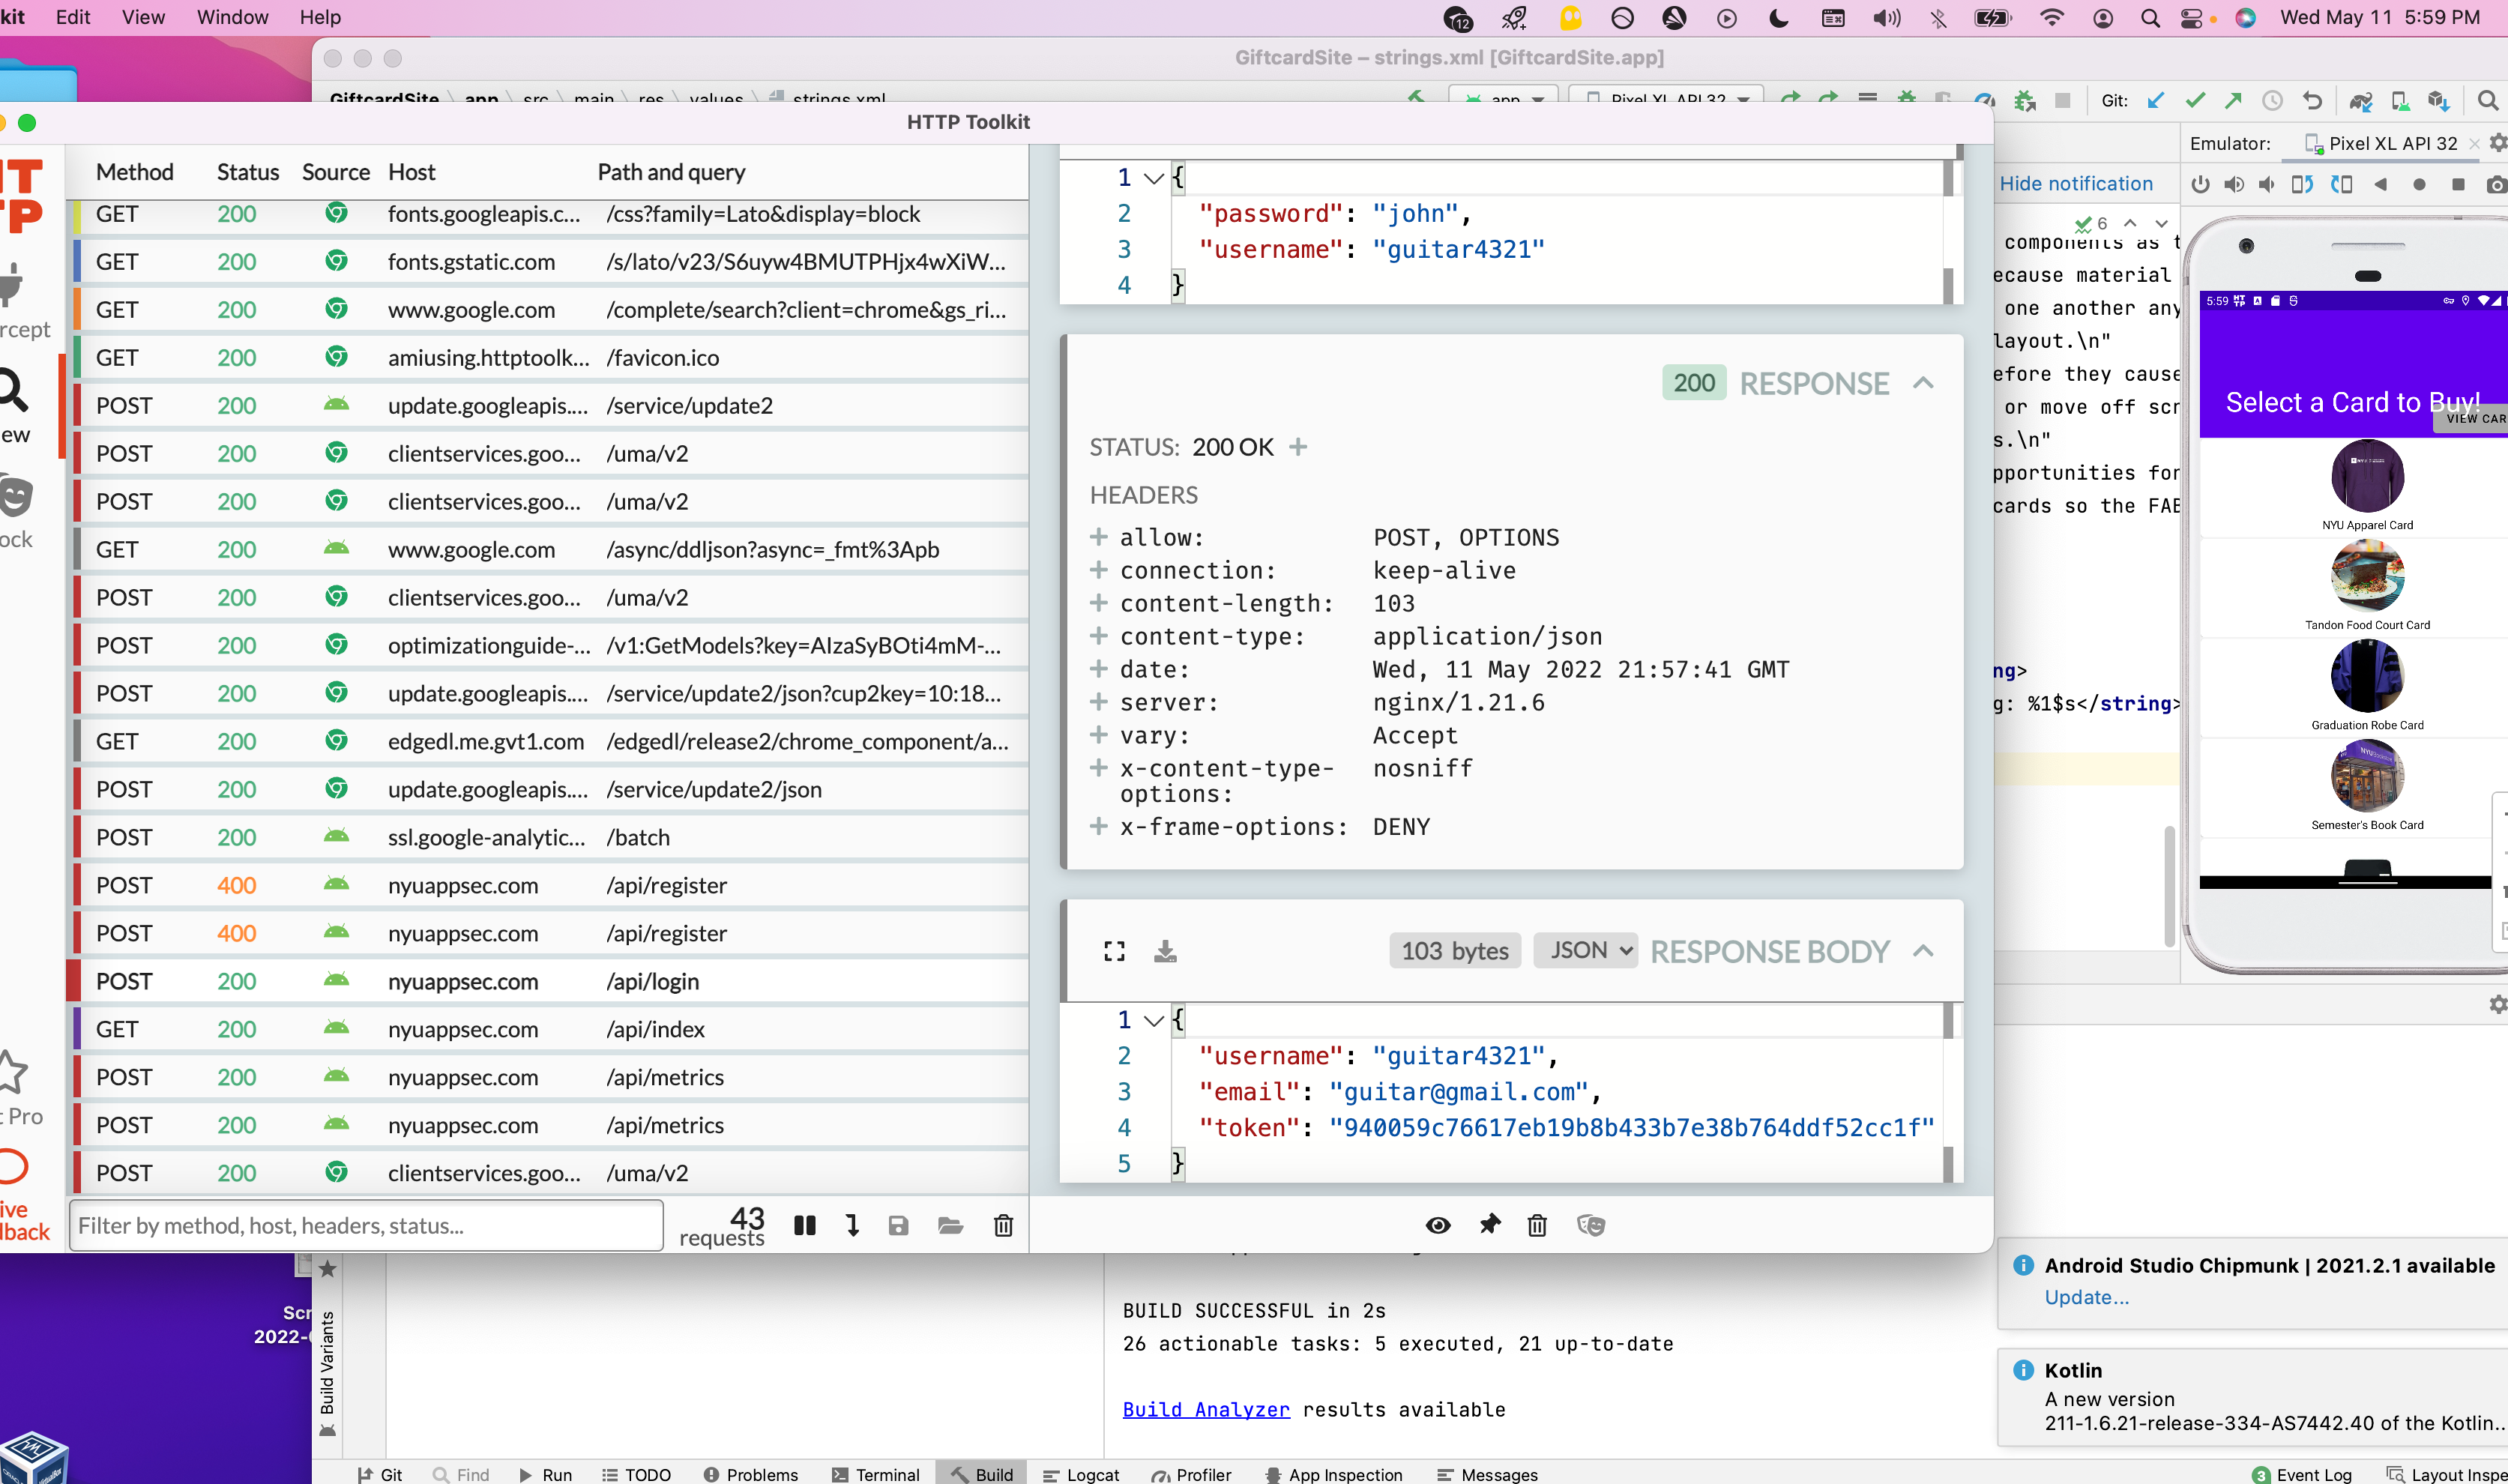 kit Edit View Window Help
12 Wed May 11 5:59 PM
GiftcardSite – strings.xml [GiftcardSite.app]
GiftcardSite app src main res values strings.xml
app Pixel XL API 32 Git:
HTTP Toolkit
Emulator: Pixel XL API 32
Hide notification
6
HT
TP
rcept
ew
ock
t Pro
ive
lback
Method Status Source Host Path and query
GET 200 fonts.googleapis.c... /css?family=Lato&display=block
GET 200 fonts.gstatic.com /s/lato/v23/S6uyw4BMUTPHjx4wXiW...
GET 200 www.google.com /complete/search?client=chrome&gs_ri...
GET 200 amiusing.httptoolk... /favicon.ico
POST 200 update.googleapis.... /service/update2
POST 200 clientservices.goo... /uma/v2
POST 200 clientservices.goo... /uma/v2
GET 200 www.google.com /async/ddljson?async=_fmt%3Apb
POST 200 clientservices.goo... /uma/v2
POST 200 optimizationguide-... /v1:GetModels?key=AIzaSyBOti4mM-...
POST 200 update.googleapis.... /service/update2/json?cup2key=10:18...
GET 200 edgedl.me.gvt1.com /edgedl/release2/chrome_component/a...
POST 200 update.googleapis.... /service/update2/json
POST 200 ssl.google-analytic... /batch
POST 400 nyuappsec.com /api/register
POST 400 nyuappsec.com /api/register
POST 200 nyuappsec.com /api/login
GET 200 nyuappsec.com /api/index
POST 200 nyuappsec.com /api/metrics
POST 200 nyuappsec.com /api/metrics
POST 200 clientservices.goo... /uma/v2
Filter by method, host, headers, status...
43
requests
1 {
2 "password": "john",
3 "username": "guitar4321"
4 }
200 RESPONSE
STATUS: 200 OK
HEADERS
allow: POST, OPTIONS
connection: keep-alive
content-length: 103
content-type: application/json
date: Wed, 11 May 2022 21:57:41 GMT
server: nginx/1.21.6
vary: Accept
x-content-type- nosniff
options:
x-frame-options: DENY
103 bytes JSON RESPONSE BODY
1 {
2 "username": "guitar4321",
3 "email": "guitar@gmail.com",
4 "token": "940059c76617eb19b8b433b7e38b764ddf52cc1f"
5 }
components as t
ecause material
one another any
layout.\n"
efore they cause
or move off scr
s.\n"
pportunities for
cards so the FAB
ng>
g: %1$s</string>
5:59
Select a Card to Buy!
VIEW CAR
NYU Apparel Card
Tandon Food Court Card
Graduation Robe Card
Semester's Book Card
Scr
2022-0
Build Variants
BUILD SUCCESSFUL in 2s
26 actionable tasks: 5 executed, 21 up-to-date
Build Analyzer results available
Android Studio Chipmunk | 2021.2.1 available
Update...
Kotlin
A new version
211-1.6.21-release-334-AS7442.40 of the Kotlin...
Git Find Run TODO Problems Terminal Build Logcat Profiler App Inspection Messages 3 Event Log Layout Inspe